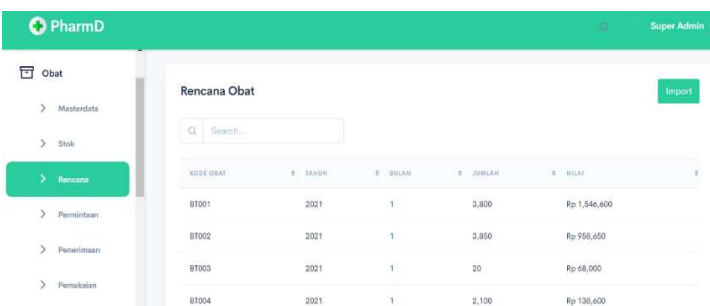 PharmD
Super Admin
Obat
Masterdata
Stok
Rencana
Permintaan
Penerimaan
Pemakaian
Rencana Obat
Import
Search...
KODE OBAT TAHUN BULAN JUMLAH NILAI
BT001 2021 1 3,800 Rp 1,546,600
BT002 2021 1 3,850 Rp 958,650
BT003 2021 1 20 Rp 68,000
BT004 2021 1 2,100 Rp 138,600